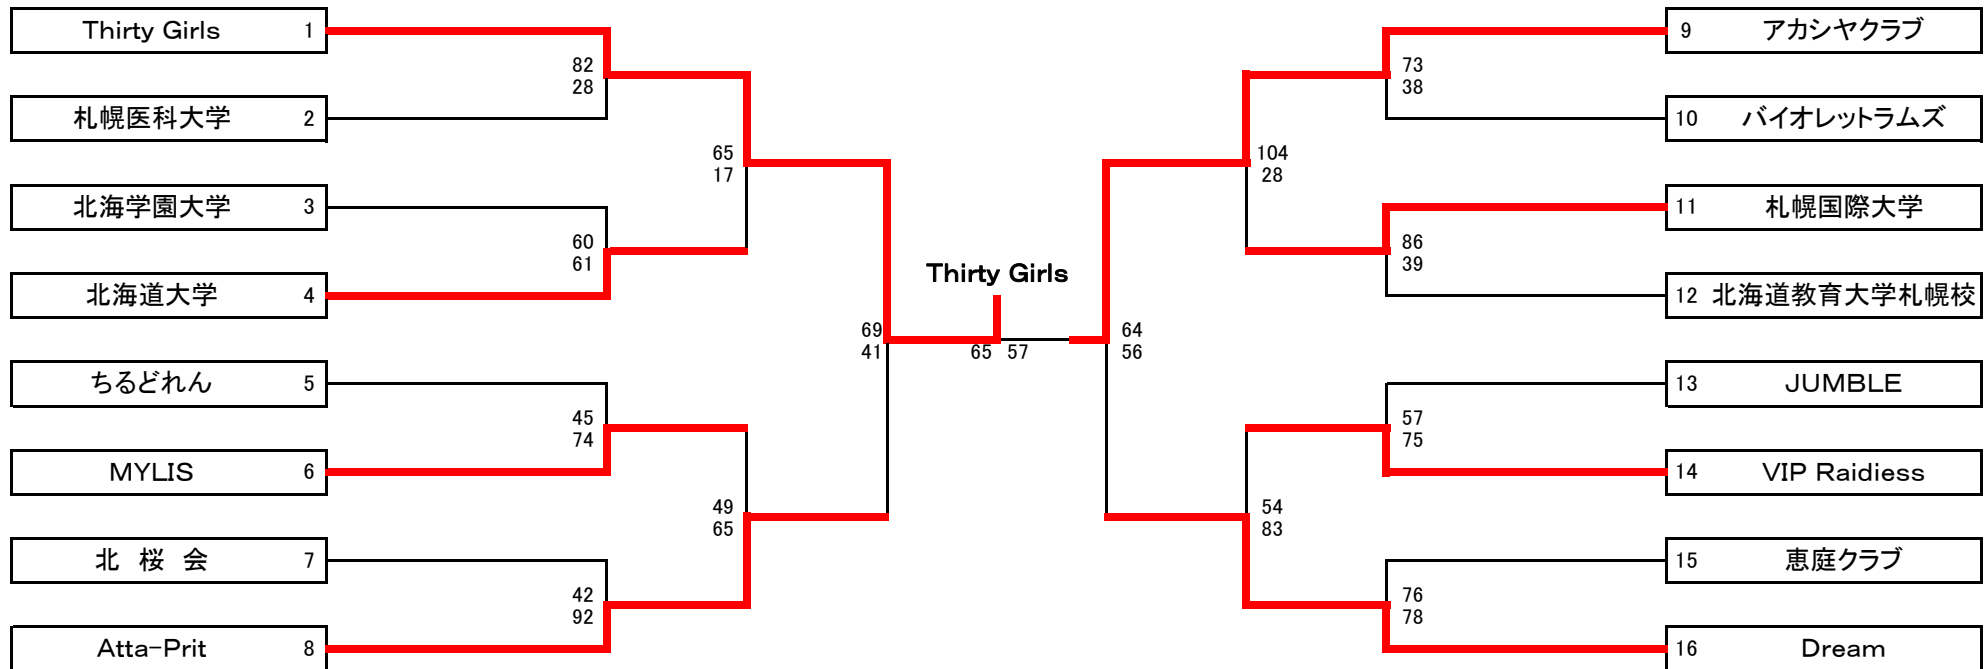 Thirty Girls 1
82
28
札幌医科大学 2
65
17
北海学園大学 3
60
61
北海道大学 4
69
41
ちるどれん 5
45
74
MYLIS 6
49
65
北 桜 会 7
42
92
Atta-Prit 8
Thirty Girls
65 57
9 アカシヤクラブ
73
38
10 バイオレットラムズ
104
28
11 札幌国際大学
86
39
12 北海道教育大学札幌校
64
56
13 JUMBLE
57
75
14 VIP Raidiess
54
83
15 恵庭クラブ
76
78
16 Dream